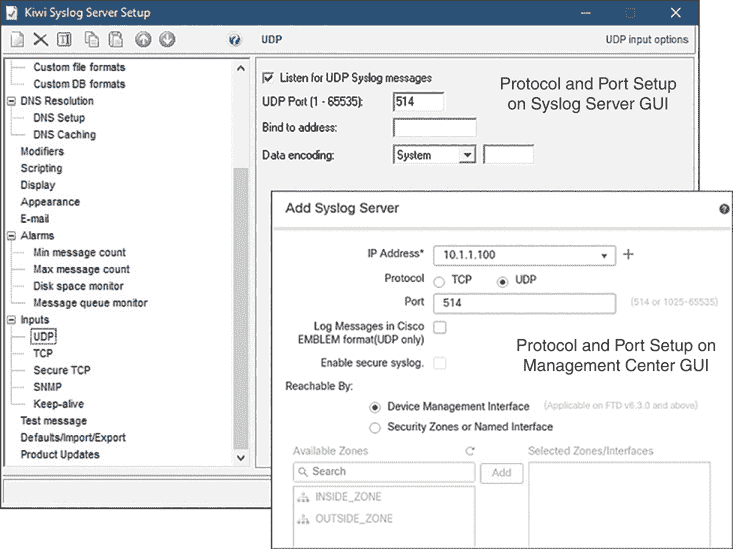 Kiwi Syslog Server Setup
UDP
UDP input options
Custom file formats
Custom DB formats
DNS Resolution
DNS Setup
DNS Caching
Modifiers
Scripting
Display
Appearance
E-mail
Alarms
Min message count
Max message count
Disk space monitor
Message queue monitor
Inputs
UDP
TCP
Secure TCP
SNMP
Keep-alive
Test message
Defaults/Import/Export
Product Updates
Listen for UDP Syslog messages
UDP Port (1 - 65535): 514
Bind to address:
Data encoding: System
Protocol and Port Setup
on Syslog Server GUI
Add Syslog Server
IP Address* 10.1.1.100
Protocol TCP UDP
Port 514 (514 or 1025-65535)
Log Messages in Cisco
EMBLEM format(UDP only)
Enable secure syslog.
Protocol and Port Setup on
Management Center GUI
Reachable By:
Device Management Interface (Applicable on FTD v6.3.0 and above)
Security Zones or Named Interface
Available Zones
Search
Add
INSIDE_ZONE
OUTSIDE_ZONE
Selected Zones/Interfaces